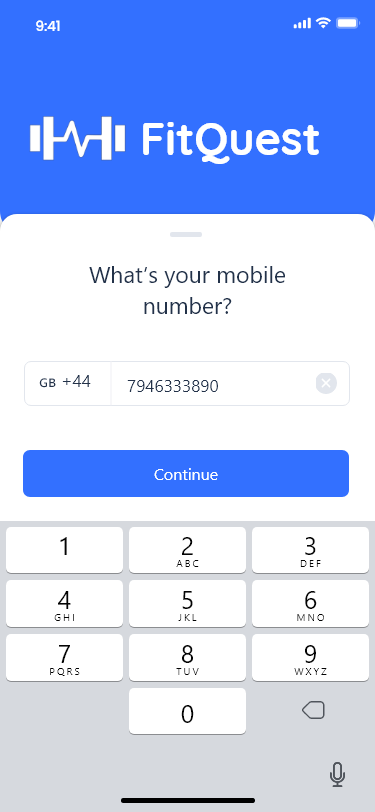 9:41
FitQuest
What's your mobile
number?
GB +44 7946333890
Continue
1 2 3
ABC DEF
4 5 6
GHI JKL MNO
7 8 9
PQRS TUV WXYZ
0